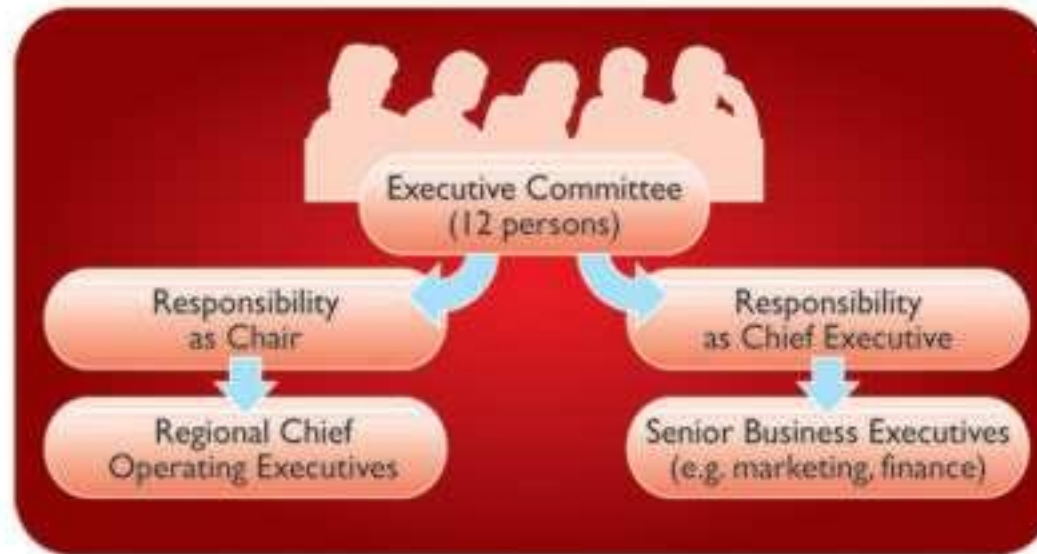 Executive Committee
(12 persons)
Responsibility
as Chair
Responsibility
as Chief Executive
Regional Chief
Operating Executives
Senior Business Executives
(e.g. marketing, finance)